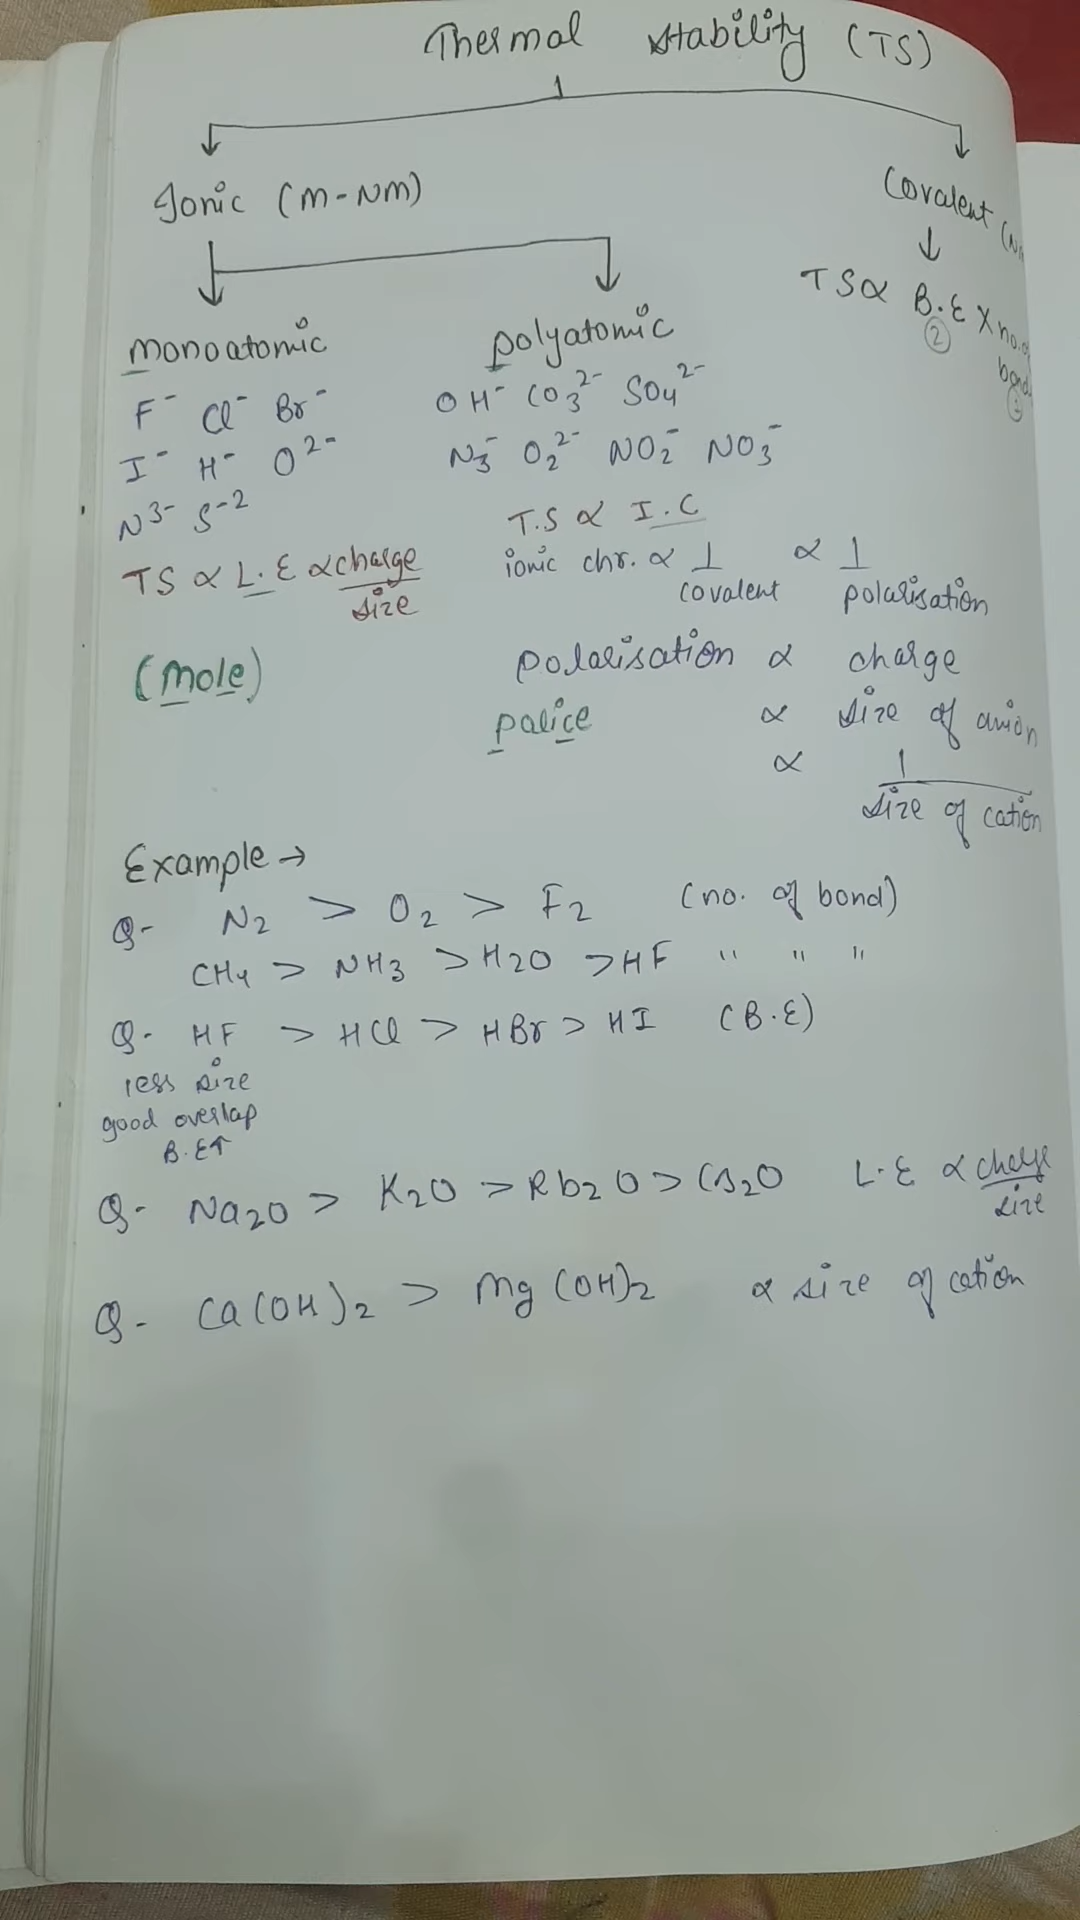 Thermal stability (TS)
Ionic (M-NM)
Covalent
monoatomic
polyatomic
TS ∝ B.E × no. of
②
bond
F⁻ Cl⁻ Br⁻
I⁻ H⁻ O²⁻
N³⁻ S⁻²
OH⁻ CO₃²⁻ SO₄²⁻
N₃⁻ O₂²⁻ NO₂⁻ NO₃⁻
TS ∝ L.E ∝ charge/size
(mole)
T.S ∝ I.C
ionic chr. ∝ 1/covalent ∝ 1/polarisation
polarisation ∝ charge
palice ∝ size of anion
∝ 1/size of cation
Example →
Q- N2 > O2 > F2 (no. of bond)
CH4 > NH3 > H2O > HF " " "
Q- HF > HCl > HBr > HI (B.E)
less size
good overlap
B.E↑
Q- Na2O > K2O > Rb2O > Cs2O L.E ∝ charge/size
Q- Ca(OH)2 > Mg(OH)2 ∝ size of cation